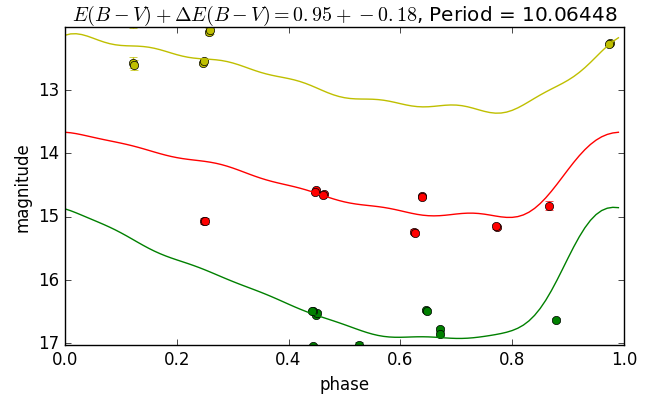 E(B − V) + ΔE(B − V) = 0.95 + −0.18, Period = 10.06448
magnitude
13
14
15
16
17
0.0 0.2 0.4 0.6 0.8 1.0
phase